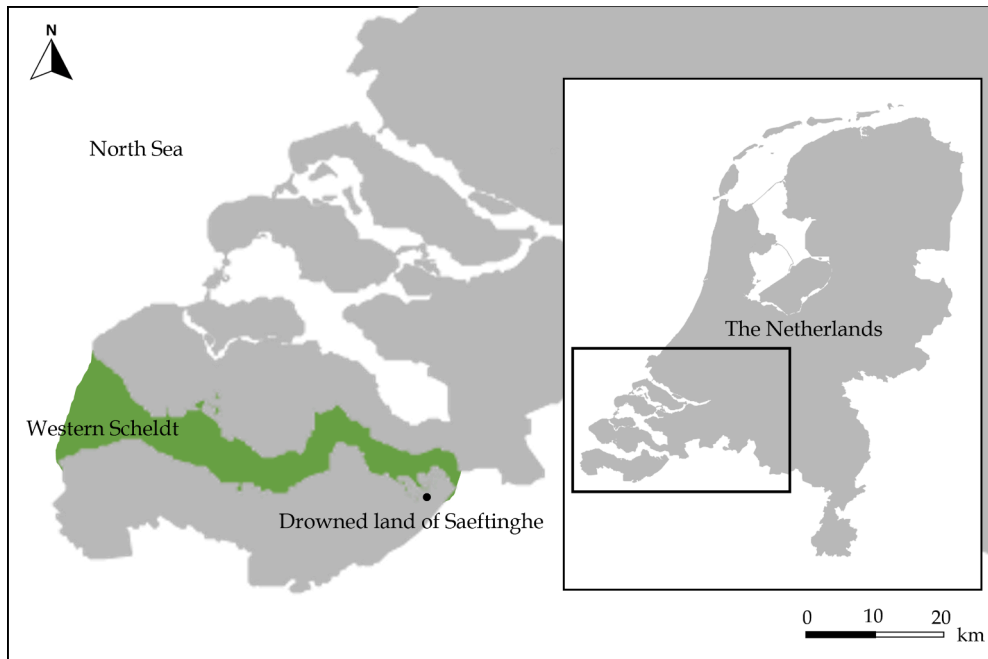 N
North Sea
The Netherlands
Western Scheldt
Drowned land of Saeftinghe
0 10 20
km